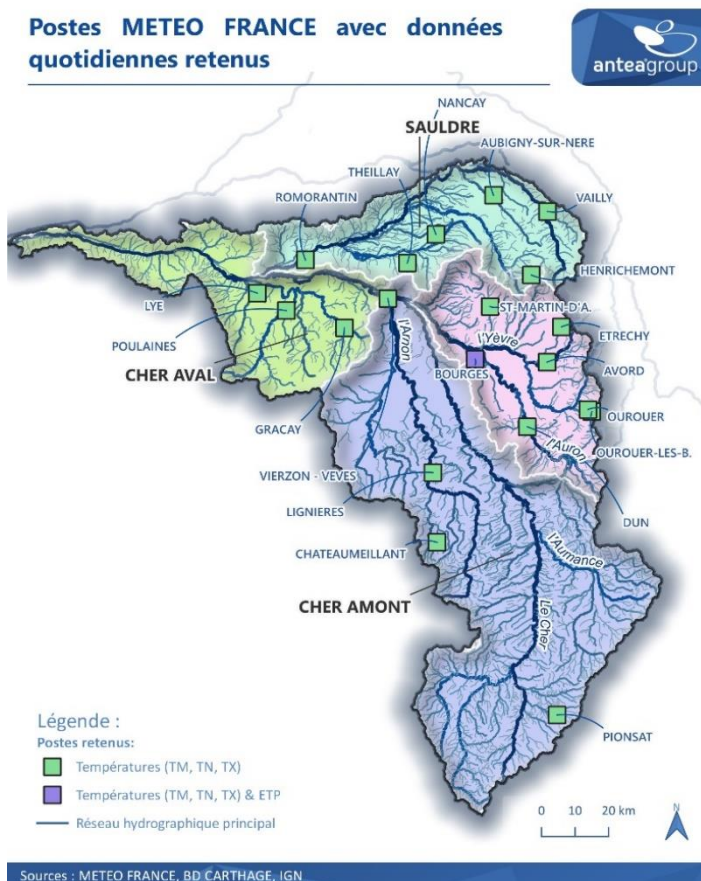 Postes METEO FRANCE avec données
quotidiennes retenus
anteagroup
NANCAY
SAULDRE
AUBIGNY-SUR-NERE
THEILLAY
ROMORANTIN
VAILLY
HENRICHEMONT
LYE
ST-MARTIN-D'A.
ETRECHY
l'Yèvre
l'Arnon
POULAINES
BOURGES
AVORD
CHER AVAL
OUROUER
GRACAY
l'Auron
OUROUER-LES-B.
VIERZON - VEVES
LIGNIERES
DUN
CHATEAUMEILLANT
l'Aumance
CHER AMONT
Le Cher
PIONSAT
Légende :
Postes retenus:
Températures (TM, TN, TX)
Températures (TM, TN, TX) & ETP
Réseau hydrographique principal
0 10 20 km
N
Sources : METEO FRANCE, BD CARTHAGE, IGN